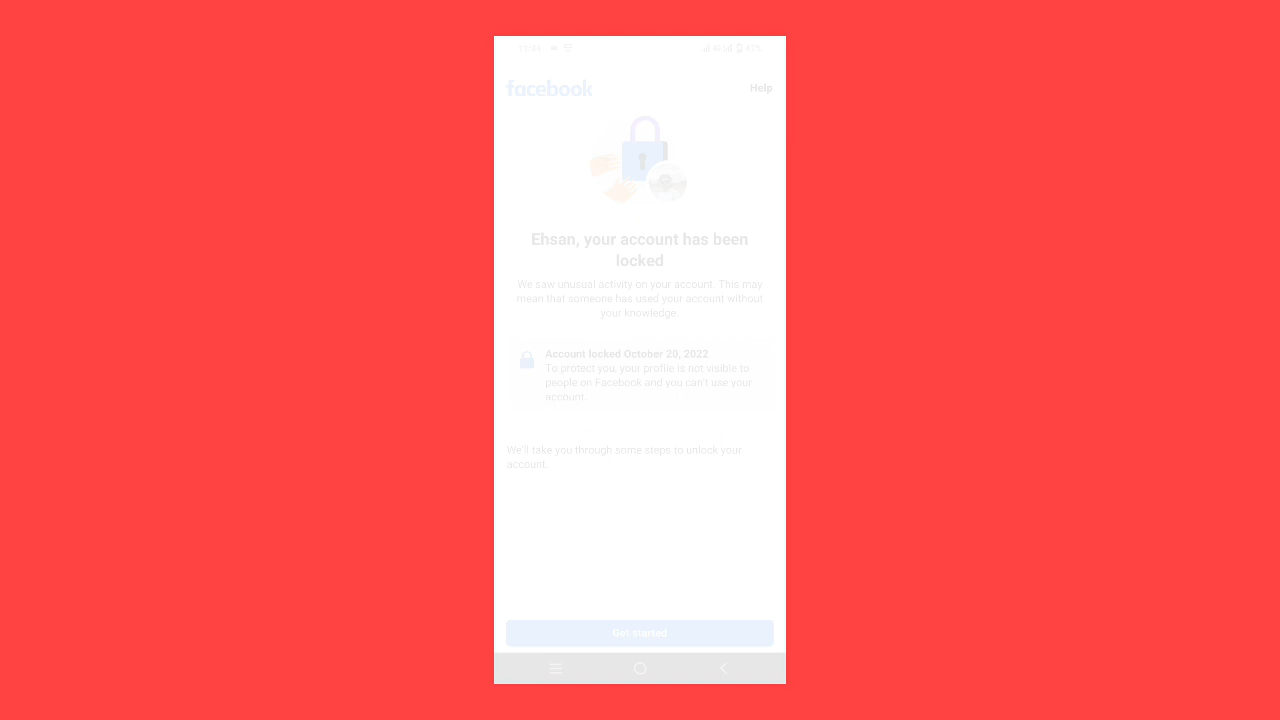 facebook
Help
Ehsan, your account has been
locked
We saw unusual activity on your account. This may
mean that someone has used your account without
your knowledge.
Account locked October 20, 2022
To protect you, your profile is not visible to
people on Facebook and you can't use your
account.
We'll take you through some steps to unlock your
account.
Get started